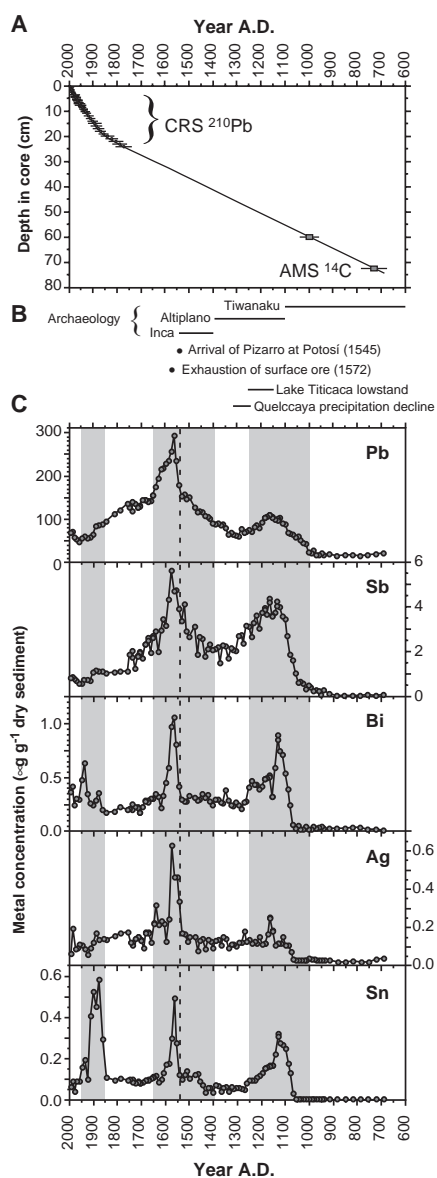 A
Year A.D.
2000 1900 1800 1700 1600 1500 1400 1300 1200 1100 1000 900 800 700 600
Depth in core (cm)
0
10
20
30
40
50
60
70
80
CRS 210Pb
AMS 14C
B
Archaeology
Tiwanaku
Altiplano
Inca
Arrival of Pizarro at Potosí (1545)
Exhaustion of surface ore (1572)
Lake Titicaca lowstand
Quelccaya precipitation decline
C
Metal concentration (∝g g-1 dry sediment)
300
200
100
0
Pb
6
4
2
0
Sb
1.0
0.5
0.0
Bi
0.6
0.4
0.2
0.0
Ag
0.6
0.4
0.2
0.0
Sn
2000 1900 1800 1700 1600 1500 1400 1300 1200 1100 1000 900 800 700 600
Year A.D.